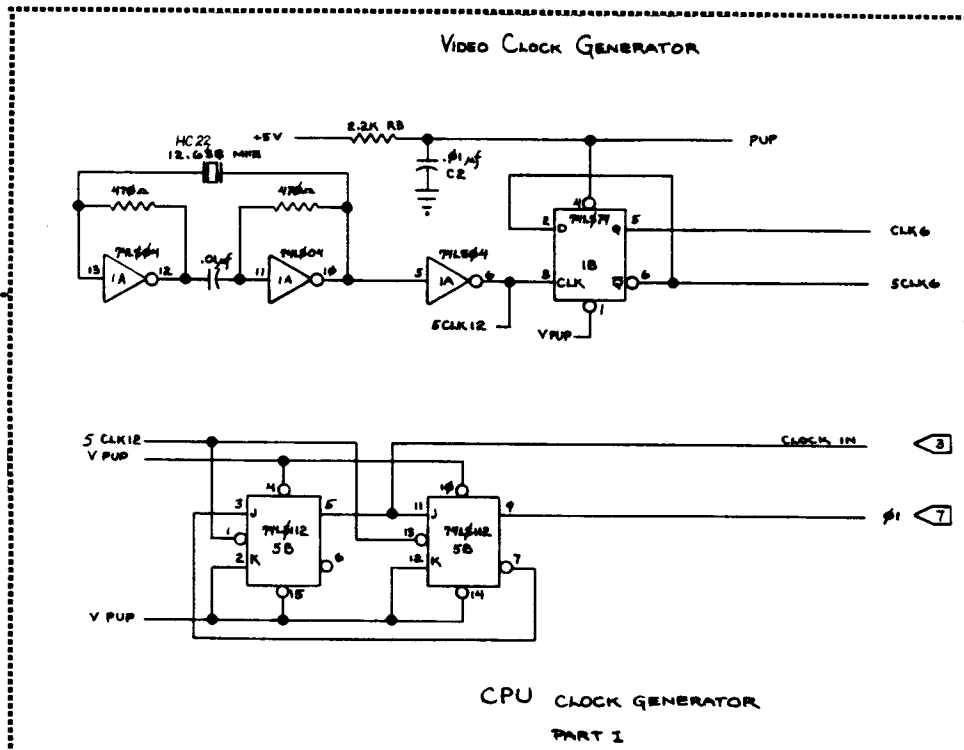 VIDEO CLOCK GENERATOR
+5V
2.2K R3
PUP
HC22
12.638 MHZ
.01 µf
C2
470Ω
470Ω
4
74LS74
2
D
Q
5
CLK6
74LS04
74LS04
74LS04
1B
.01µf
13
1A
12
11
1A
10
5
1A
6
8
CLK
Q
6
5CLK6
5CLK12
1
VPUP
5 CLK12
CLOCK IN
3
V PUP
4
10
3
J
5
11
J
9
Ø1
7
74LS112
74LS112
1
5B
13
5B
2
K
6
12
K
7
15
14
V PUP
CPU CLOCK GENERATOR
PART I